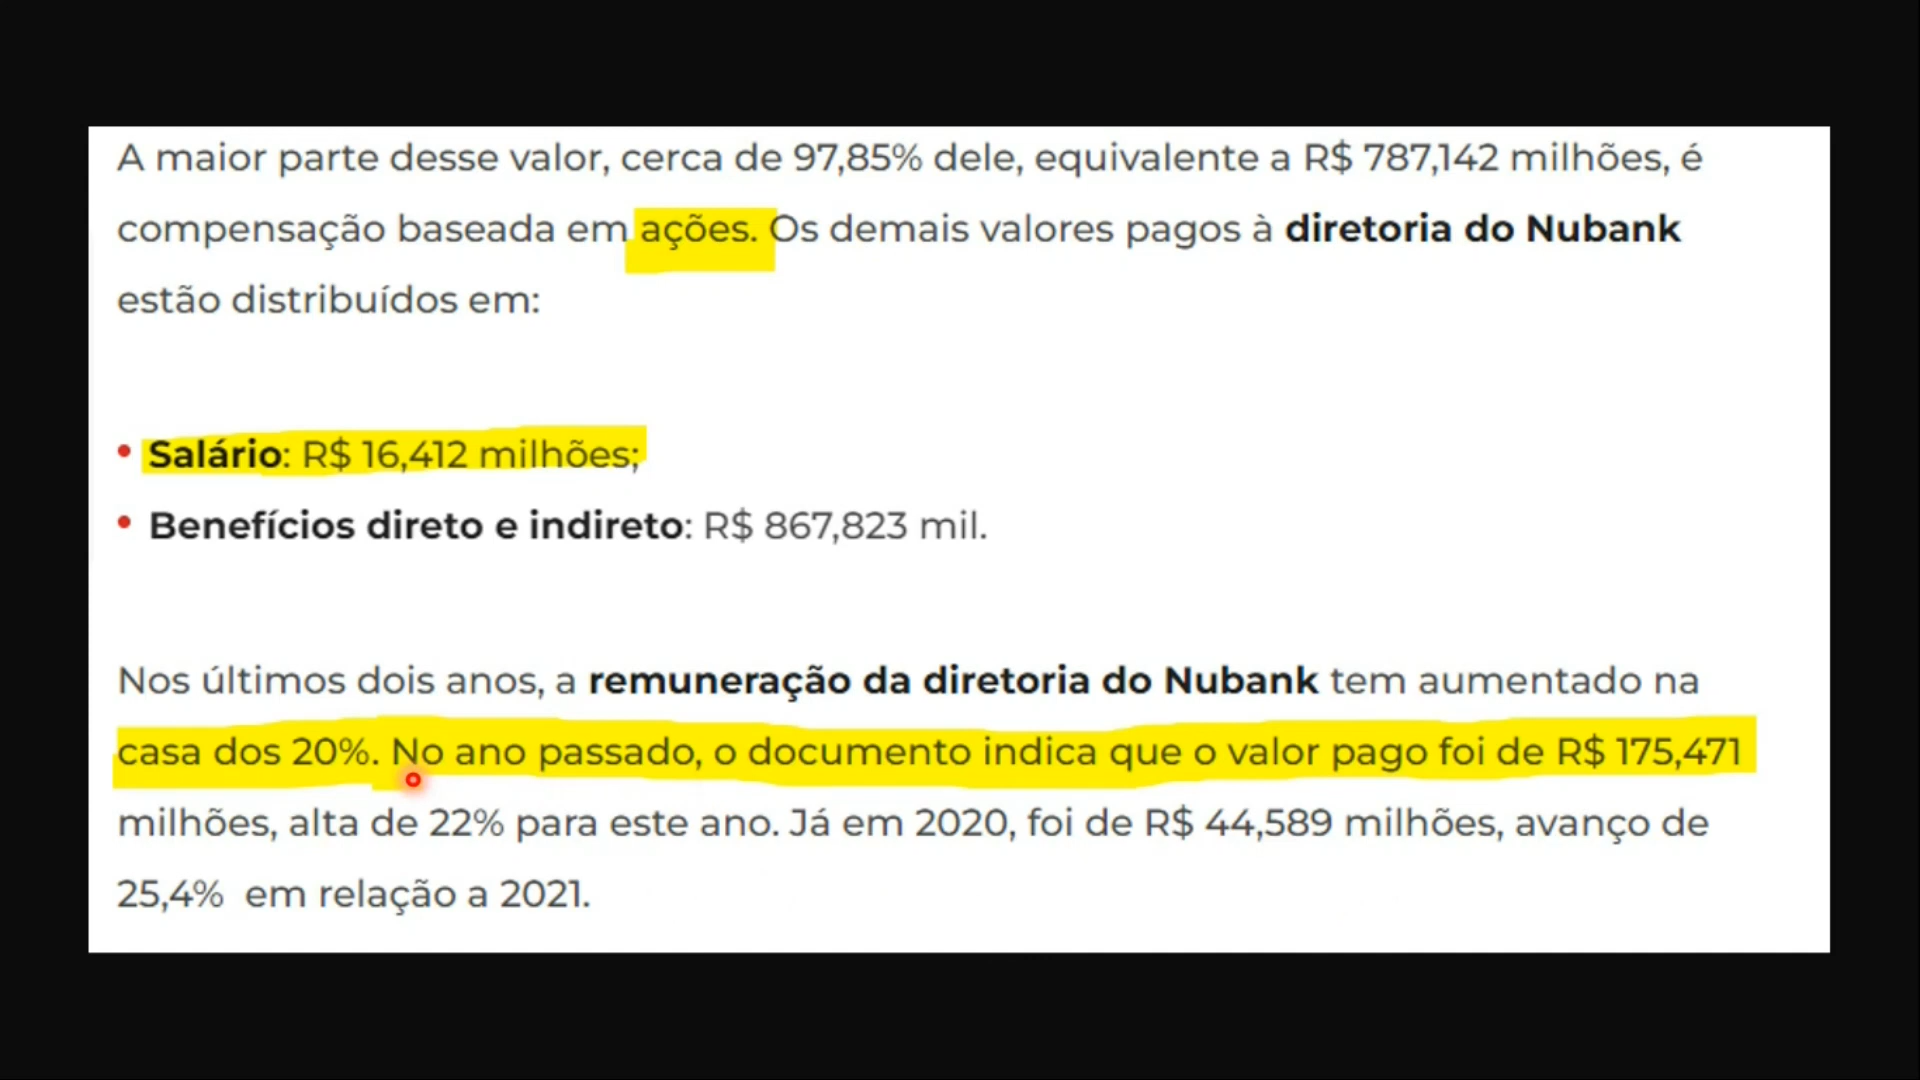 A maior parte desse valor, cerca de 97,85% dele, equivalente a R$ 787,142 milhões, é
compensação baseada em ações. Os demais valores pagos à diretoria do Nubank
estão distribuídos em:
• Salário: R$ 16,412 milhões;
• Benefícios direto e indireto: R$ 867,823 mil.
Nos últimos dois anos, a remuneração da diretoria do Nubank tem aumentado na
casa dos 20%. No ano passado, o documento indica que o valor pago foi de R$ 175,471
milhões, alta de 22% para este ano. Já em 2020, foi de R$ 44,589 milhões, avanço de
25,4% em relação a 2021.